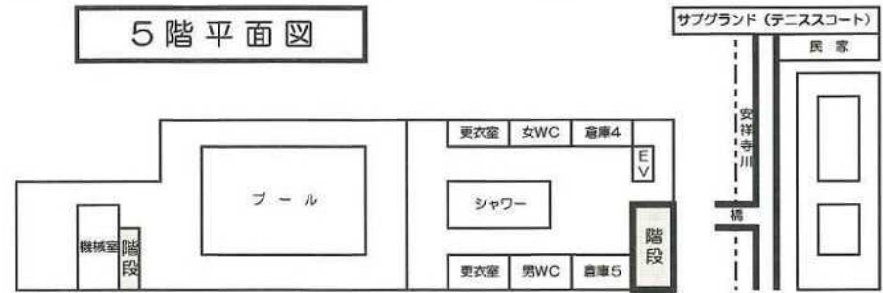 5階平面図
サブグランド（テニスコート）
民家
更衣室
女WC
倉庫4
EV
安祥寺川
プール
シャワー
橋
機械室
階段
階段
更衣室
男WC
倉庫5